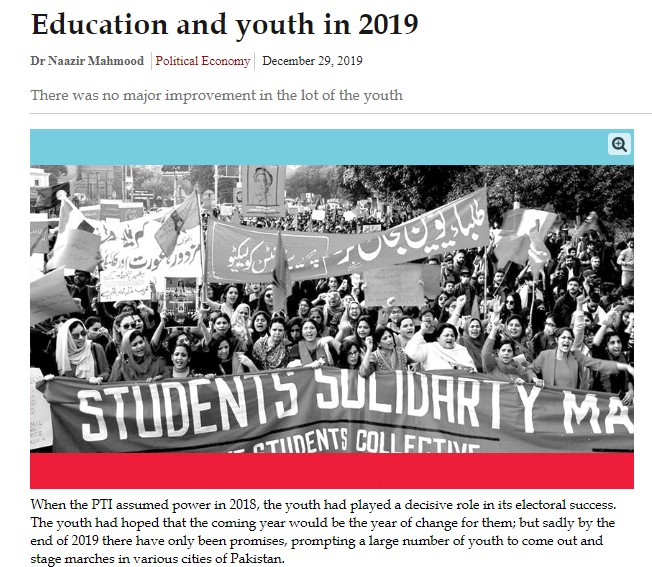 Education and youth in 2019
Dr Naazir Mahmood | Political Economy | December 29, 2019
There was no major improvement in the lot of the youth
طلباء یونین بحال کرو
پروگریسو سٹوڈنٹس کولیکٹو
STUDENTS SOLIDARTY MA
STUDENTS COLLECTIVE
When the PTI assumed power in 2018, the youth had played a decisive role in its electoral success.
The youth had hoped that the coming year would be the year of change for them; but sadly by the
end of 2019 there have only been promises, prompting a large number of youth to come out and
stage marches in various cities of Pakistan.